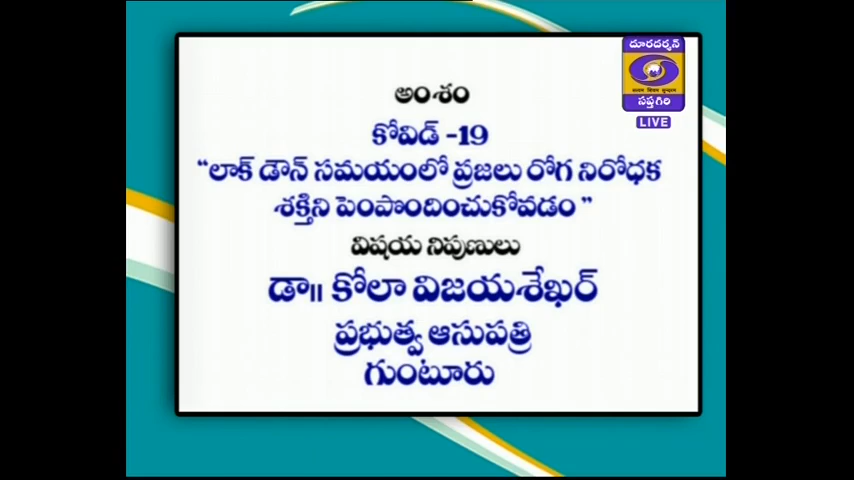 దూరదర్శన్
సప్తగిరి
LIVE
అంశం
కోవిడ్ -19
“లాక్ డౌన్ సమయంలో ప్రజలు రోగ నిరోధక
శక్తిని పెంపొందించుకోవడం ”
విషయ నిపుణులు
డా॥ కోలా విజయశేఖర్
ప్రభుత్వ ఆసుపత్రి
గుంటూరు